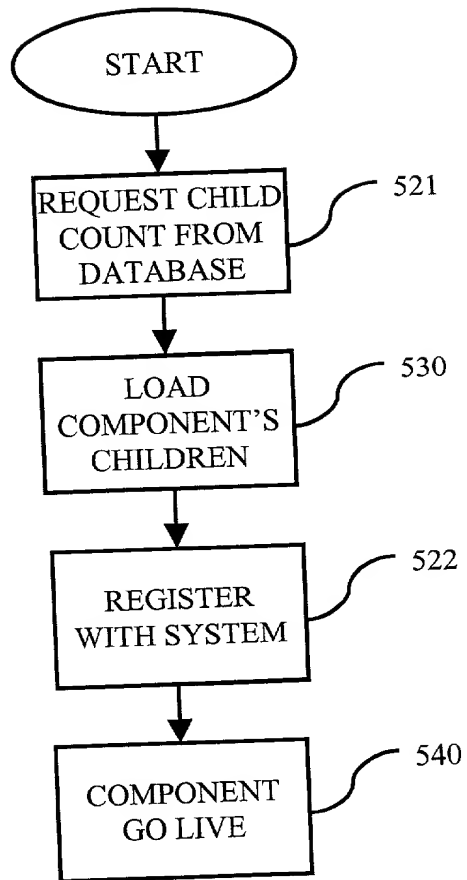 START
REQUEST CHILD
COUNT FROM
DATABASE
521
LOAD
COMPONENT'S
CHILDREN
530
REGISTER
WITH SYSTEM
522
COMPONENT
GO LIVE
540